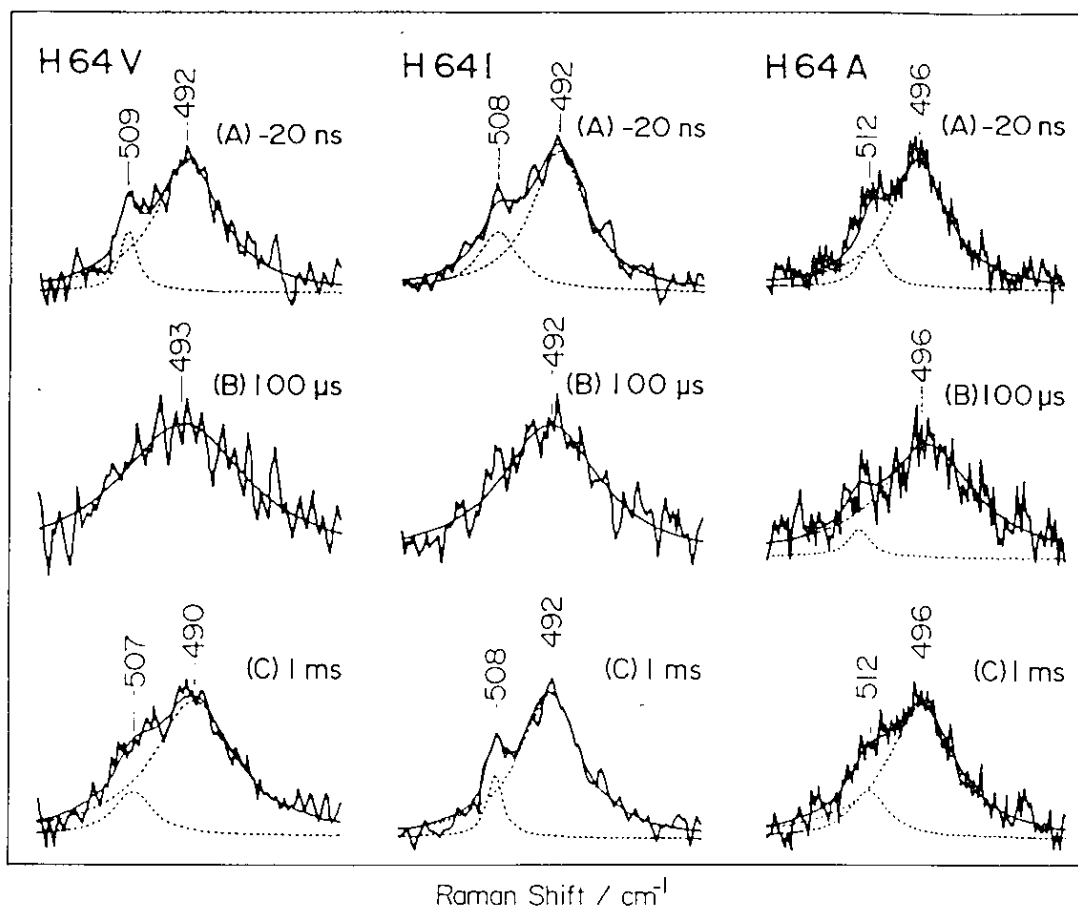 H64V
509
492
(A) -20 ns
H64I
508
492
(A) -20 ns
H64A
512
496
(A) -20 ns
493
(B) 100 μs
492
(B) 100 μs
496
(B) 100 μs
507
490
(C) 1 ms
508
492
(C) 1 ms
512
496
(C) 1 ms
Raman Shift / cm⁻¹